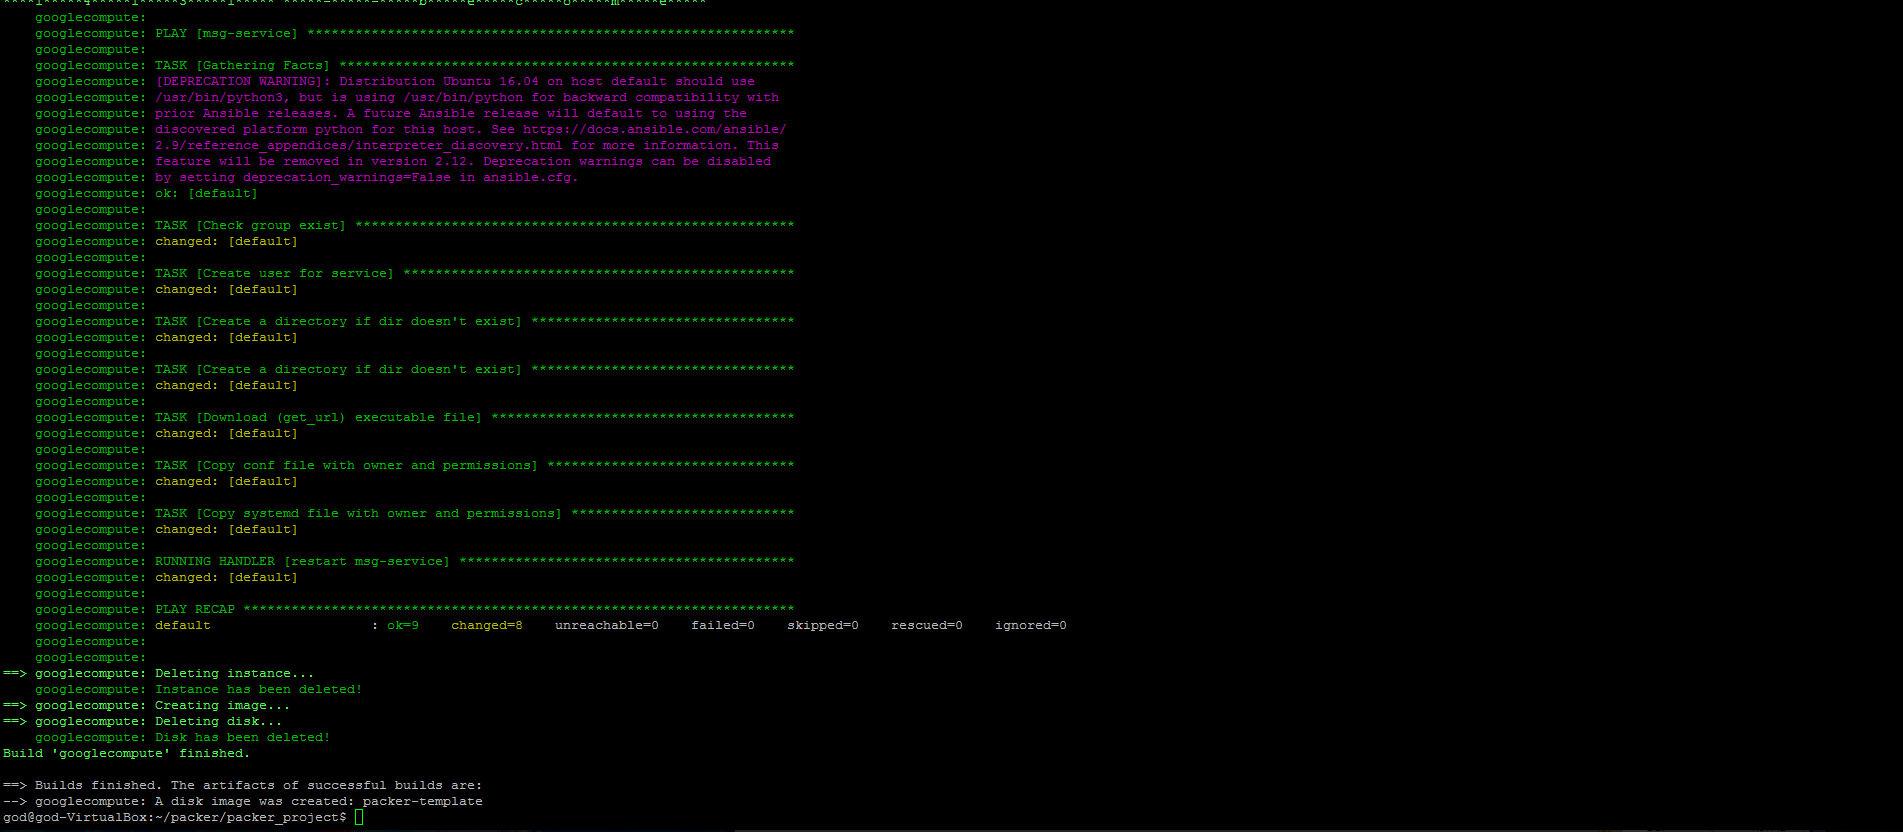 googlecompute:
googlecompute: PLAY [msg-service] *************************************************************
googlecompute:
googlecompute: TASK [Gathering Facts] *********************************************************
googlecompute: [DEPRECATION WARNING]: Distribution Ubuntu 16.04 on host default should use
googlecompute: /usr/bin/python3, but is using /usr/bin/python for backward compatibility with
googlecompute: prior Ansible releases. A future Ansible release will default to using the
googlecompute: discovered platform python for this host. See https://docs.ansible.com/ansible/
googlecompute: 2.9/reference_appendices/interpreter_discovery.html for more information. This
googlecompute: feature will be removed in version 2.12. Deprecation warnings can be disabled
googlecompute: by setting deprecation_warnings=False in ansible.cfg.
googlecompute: ok: [default]
googlecompute:
googlecompute: TASK [Check group exist] *******************************************************
googlecompute: changed: [default]
googlecompute:
googlecompute: TASK [Create user for service] *************************************************
googlecompute: changed: [default]
googlecompute:
googlecompute: TASK [Create a directory if dir doesn't exist] *********************************
googlecompute: changed: [default]
googlecompute:
googlecompute: TASK [Create a directory if dir doesn't exist] *********************************
googlecompute: changed: [default]
googlecompute:
googlecompute: TASK [Download (get_url) executable file] **************************************
googlecompute: changed: [default]
googlecompute:
googlecompute: TASK [Copy conf file with owner and permissions] *******************************
googlecompute: changed: [default]
googlecompute:
googlecompute: TASK [Copy systemd file with owner and permissions] ****************************
googlecompute: changed: [default]
googlecompute:
googlecompute: RUNNING HANDLER [restart msg-service] ******************************************
googlecompute: changed: [default]
googlecompute:
googlecompute: PLAY RECAP *********************************************************************
googlecompute: default                    : ok=9    changed=8    unreachable=0    failed=0    skipped=0    rescued=0    ignored=0
googlecompute:
googlecompute:
==> googlecompute: Deleting instance...
googlecompute: Instance has been deleted!
==> googlecompute: Creating image...
==> googlecompute: Deleting disk...
googlecompute: Disk has been deleted!
Build 'googlecompute' finished.
==> Builds finished. The artifacts of successful builds are:
--> googlecompute: A disk image was created: packer-template
god@god-VirtualBox:~/packer/packer_project$